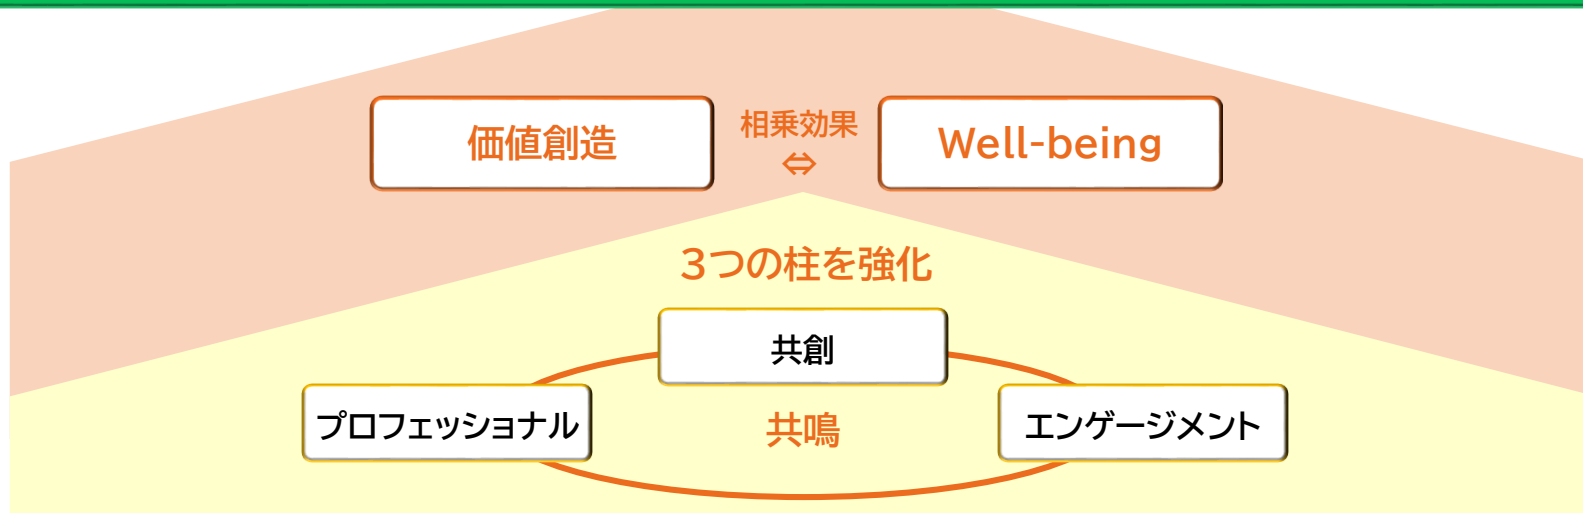 価値創造
相乗効果
⇔
Well-being
3つの柱を強化
共創
プロフェッショナル
共鳴
エンゲージメント